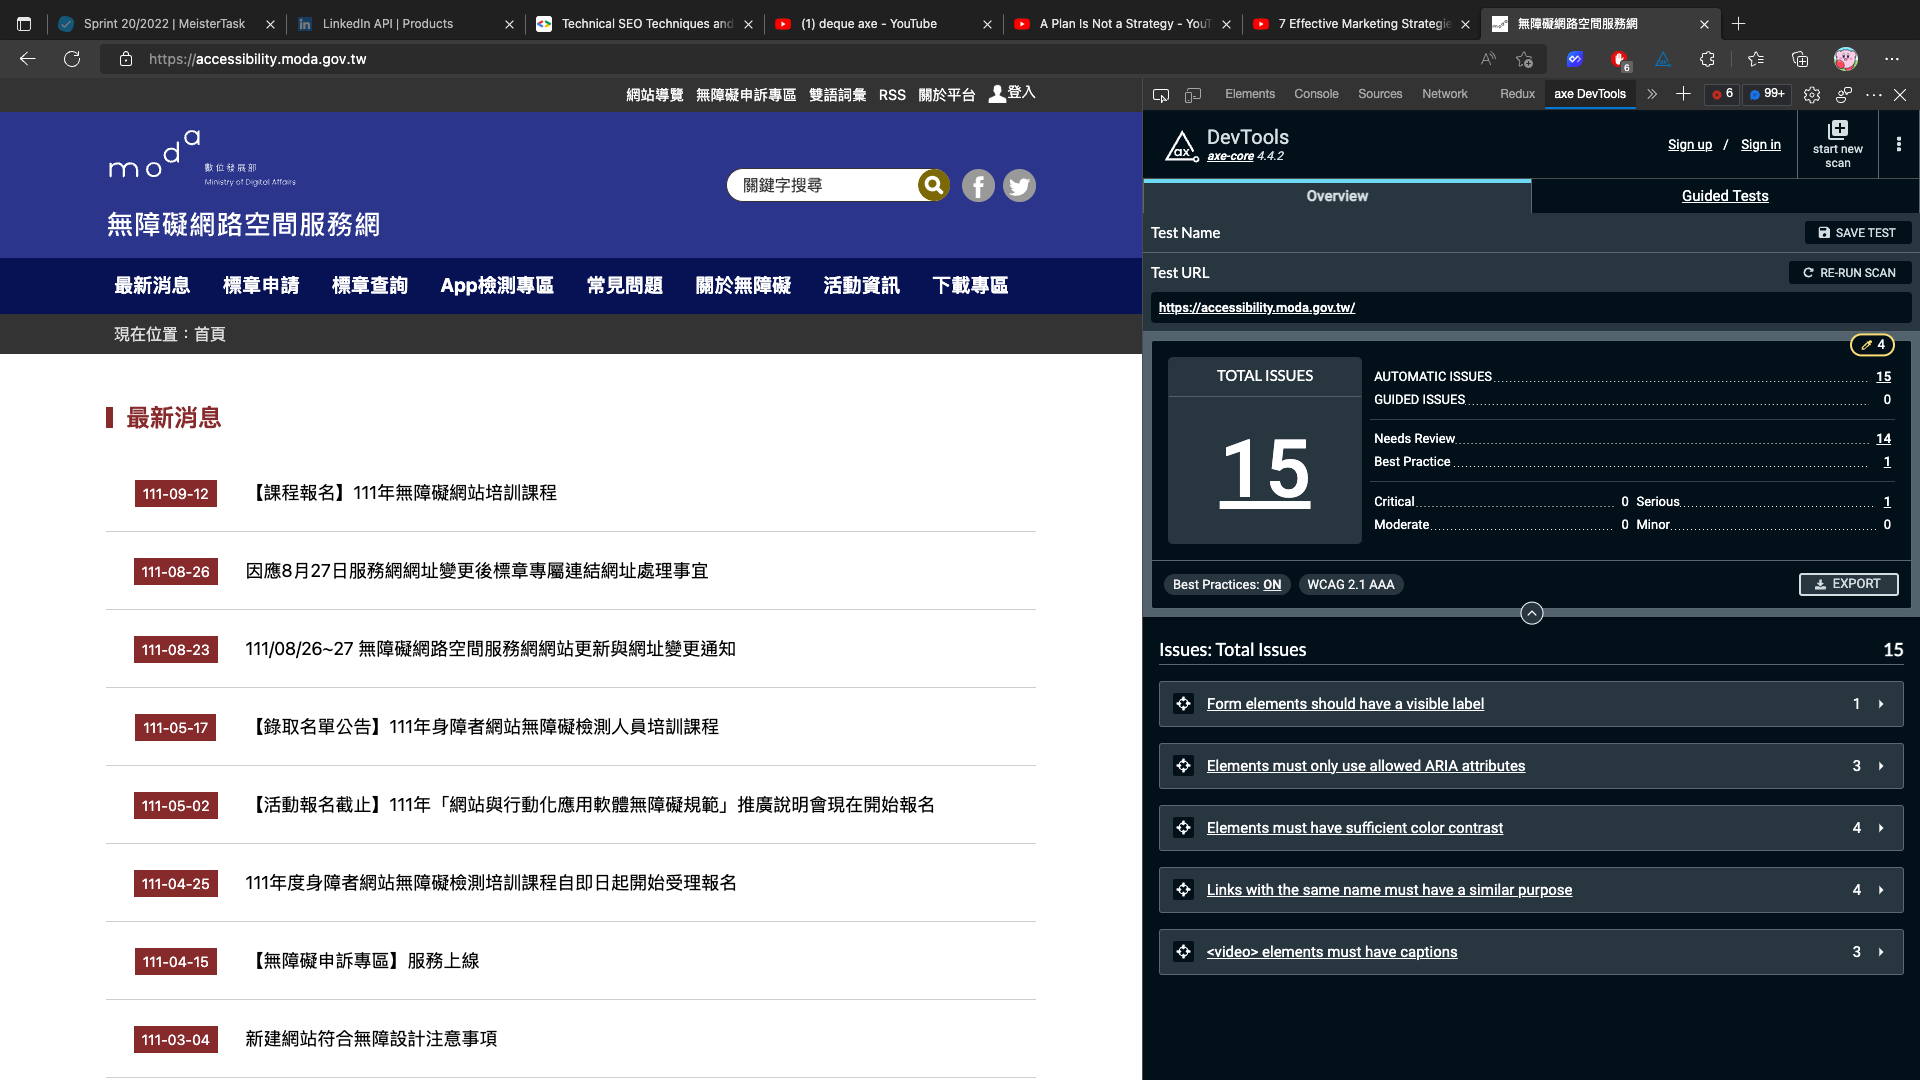 Sprint 20/2022 | MeisterTask
LinkedIn API | Products
Technical SEO Techniques and
(1) deque axe - YouTube
A Plan Is Not a Strategy - YouT
7 Effective Marketing Strategie
無障礙網路空間服務網
https://accessibility.moda.gov.tw
6
網站導覽 無障礙申訴專區 雙語詞彙 RSS 關於平台 登入
moda
數位發展部
Ministry of Digital Affairs
無障礙網路空間服務網
關鍵字搜尋
最新消息 標章申請 標章查詢 App檢測專區 常見問題 關於無障礙 活動資訊 下載專區
現在位置：首頁
最新消息
111-09-12 【課程報名】111年無障礙網站培訓課程
111-08-26 因應8月27日服務網網址變更後標章專屬連結網址處理事宜
111-08-23 111/08/26~27 無障礙網路空間服務網網站更新與網址變更通知
111-05-17 【錄取名單公告】111年身障者網站無障礙檢測人員培訓課程
111-05-02 【活動報名截止】111年「網站與行動化應用軟體無障礙規範」推廣說明會現在開始報名
111-04-25 111年度身障者網站無障礙檢測培訓課程自即日起開始受理報名
111-04-15 【無障礙申訴專區】服務上線
111-03-04 新建網站符合無障設計注意事項
Elements Console Sources Network Redux axe DevTools 6 99+
ax
DevTools
axe-core 4.4.2
Sign up / Sign in
start new
scan
Overview
Guided Tests
Test Name
SAVE TEST
Test URL
RE-RUN SCAN
https://accessibility.moda.gov.tw/
4
TOTAL ISSUES
15
AUTOMATIC ISSUES 15
GUIDED ISSUES 0
Needs Review 14
Best Practice 1
Critical 0 Serious 1
Moderate 0 Minor 0
Best Practices: ON
WCAG 2.1 AAA
EXPORT
Issues: Total Issues 15
Form elements should have a visible label 1
Elements must only use allowed ARIA attributes 3
Elements must have sufficient color contrast 4
Links with the same name must have a similar purpose 4
<video> elements must have captions 3